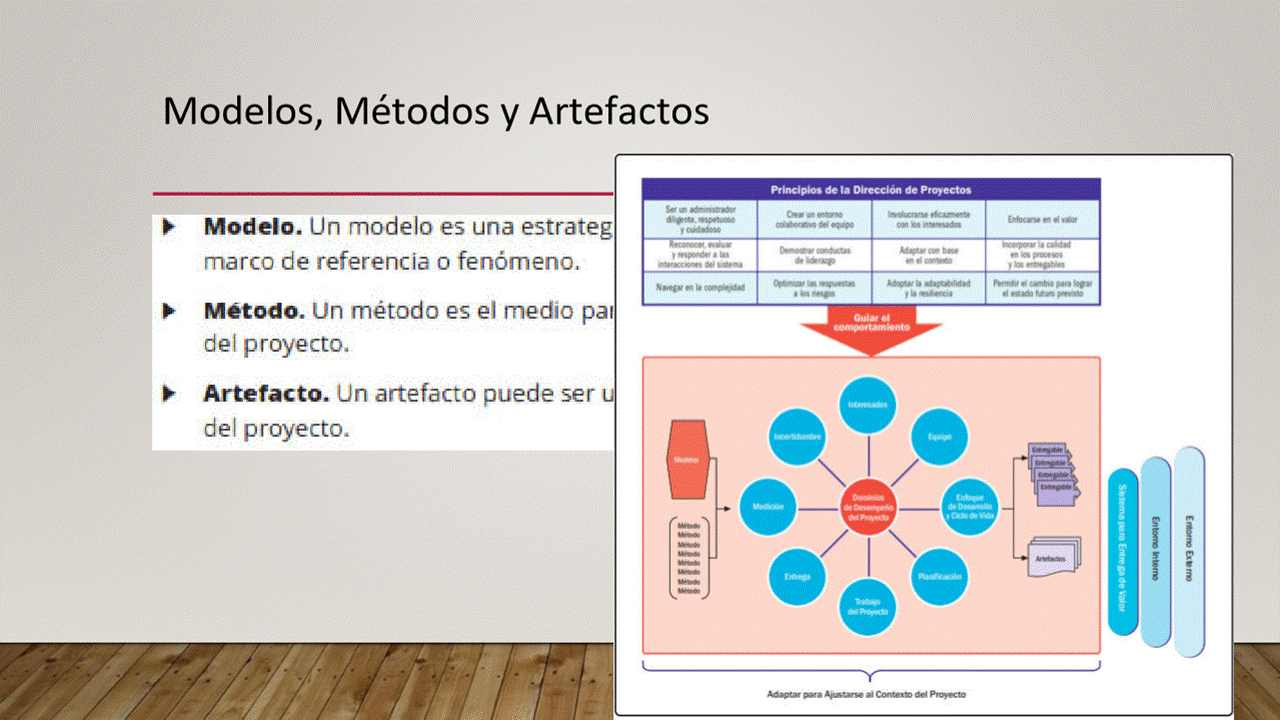 Modelos, Métodos y Artefactos
Modelo. Un modelo es una estrateg
marco de referencia o fenómeno.
Método. Un método es el medio par
del proyecto.
Artefacto. Un artefacto puede ser u
del proyecto.
Principios de la Dirección de Proyectos
Ser un administrador
diligente, respetuoso
y cuidadoso
Crear un entorno
colaborativo del equipo
Involucrarse eficazmente
con los interesados
Enfocarse en el valor
Reconocer, evaluar
y responder a las
interacciones del sistema
Demostrar conductas
de liderazgo
Adaptar con base
en el contexto
Incorporar la calidad
en los procesos
y los entregables
Navegar en la complejidad
Optimizar las respuestas
a los riesgos
Adoptar la adaptabilidad
y la resiliencia
Permitir el cambio para lograr
el estado futuro previsto
Guiar el
comportamiento
Interesados
Incertidumbre
Equipo
Modelos
Medición
Dominios
de Desempeño
del Proyecto
Enfoque
de Desarrollo
y Ciclo de Vida
Entregable
Entregable
Entregable
Entregable
Método
Método
Método
Método
Método
Método
Método
Método
Entrega
Planificación
Trabajo
del Proyecto
Artefactos
Sistema para Entrega de Valor
Entorno Interno
Entorno Externo
Adaptar para Ajustarse al Contexto del Proyecto